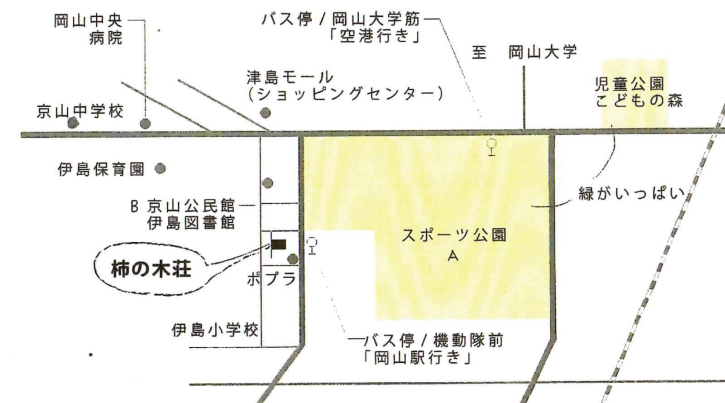 岡山中央
病院
バス停/岡山大学筋
「空港行き」
至 岡山大学
津島モール
(ショッピングセンター)
児童公園
こどもの森
京山中学校
伊島保育園
緑がいっぱい
B 京山公民館
伊島図書館
スポーツ公園
A
柿の木荘
ポプラ
伊島小学校
バス停/機動隊前
「岡山駅行き」